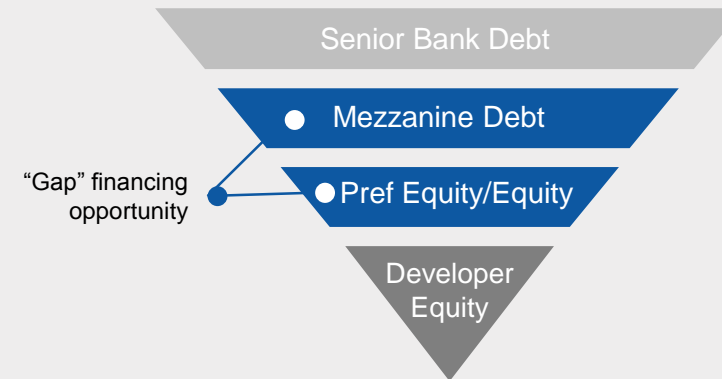 Senior Bank Debt
Mezzanine Debt
“Gap” financing
opportunity
Pref Equity/Equity
Developer
Equity